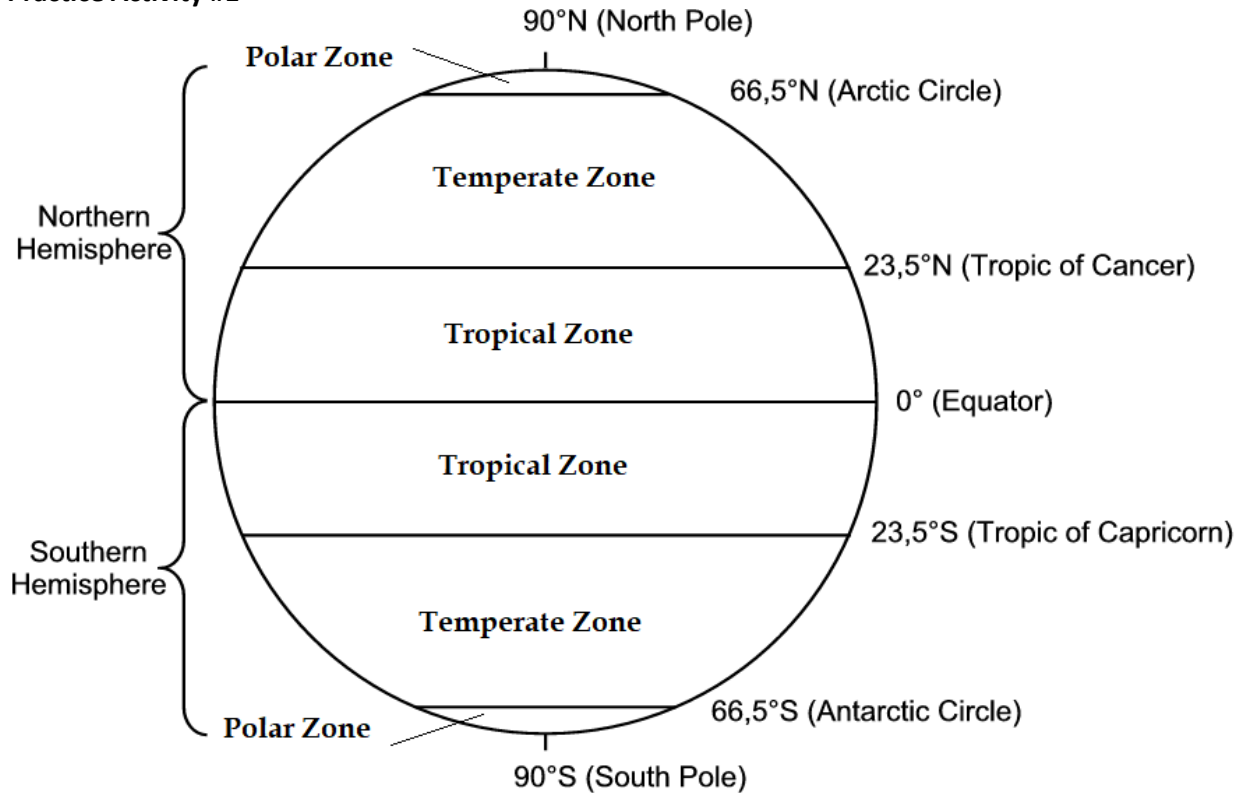 90°N (North Pole)
Polar Zone
66,5°N (Arctic Circle)
Temperate Zone
Northern
Hemisphere
23,5°N (Tropic of Cancer)
Tropical Zone
0° (Equator)
Tropical Zone
23,5°S (Tropic of Capricorn)
Southern
Hemisphere
Temperate Zone
66,5°S (Antarctic Circle)
Polar Zone
90°S (South Pole)